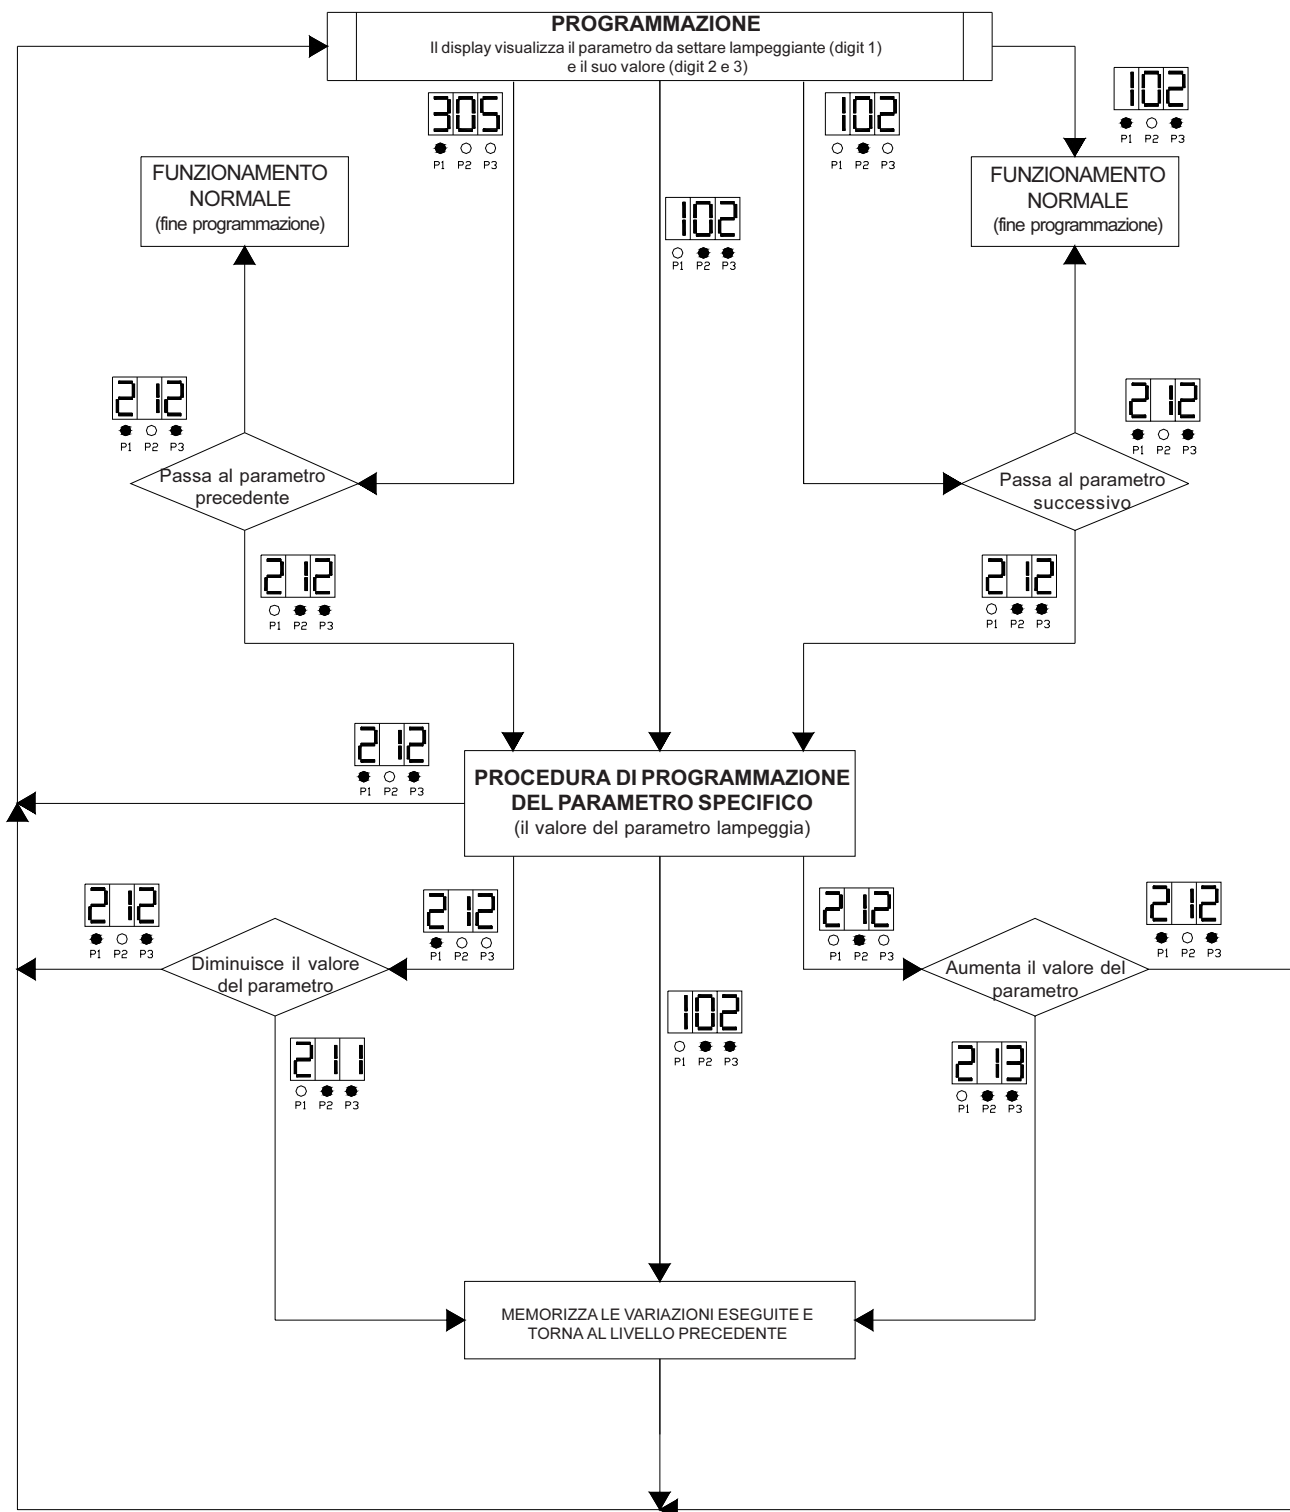 PROGRAMMAZIONE
Il display visualizza il parametro da settare lampeggiante (digit 1)
e il suo valore (digit 2 e 3)
305
P1 P2 P3
102
P1 P2 P3
102
P1 P2 P3
FUNZIONAMENTO
NORMALE
(fine programmazione)
102
P1 P2 P3
FUNZIONAMENTO
NORMALE
(fine programmazione)
212
P1 P2 P3
212
P1 P2 P3
Passa al parametro
precedente
Passa al parametro
successivo
212
P1 P2 P3
212
P1 P2 P3
212
P1 P2 P3
PROCEDURA DI PROGRAMMAZIONE
DEL PARAMETRO SPECIFICO
(il valore del parametro lampeggia)
212
P1 P2 P3
212
P1 P2 P3
212
P1 P2 P3
212
P1 P2 P3
Diminuisce il valore
del parametro
Aumenta il valore del
parametro
102
P1 P2 P3
211
P1 P2 P3
213
P1 P2 P3
MEMORIZZA LE VARIAZIONI ESEGUITE E
TORNA AL LIVELLO PRECEDENTE